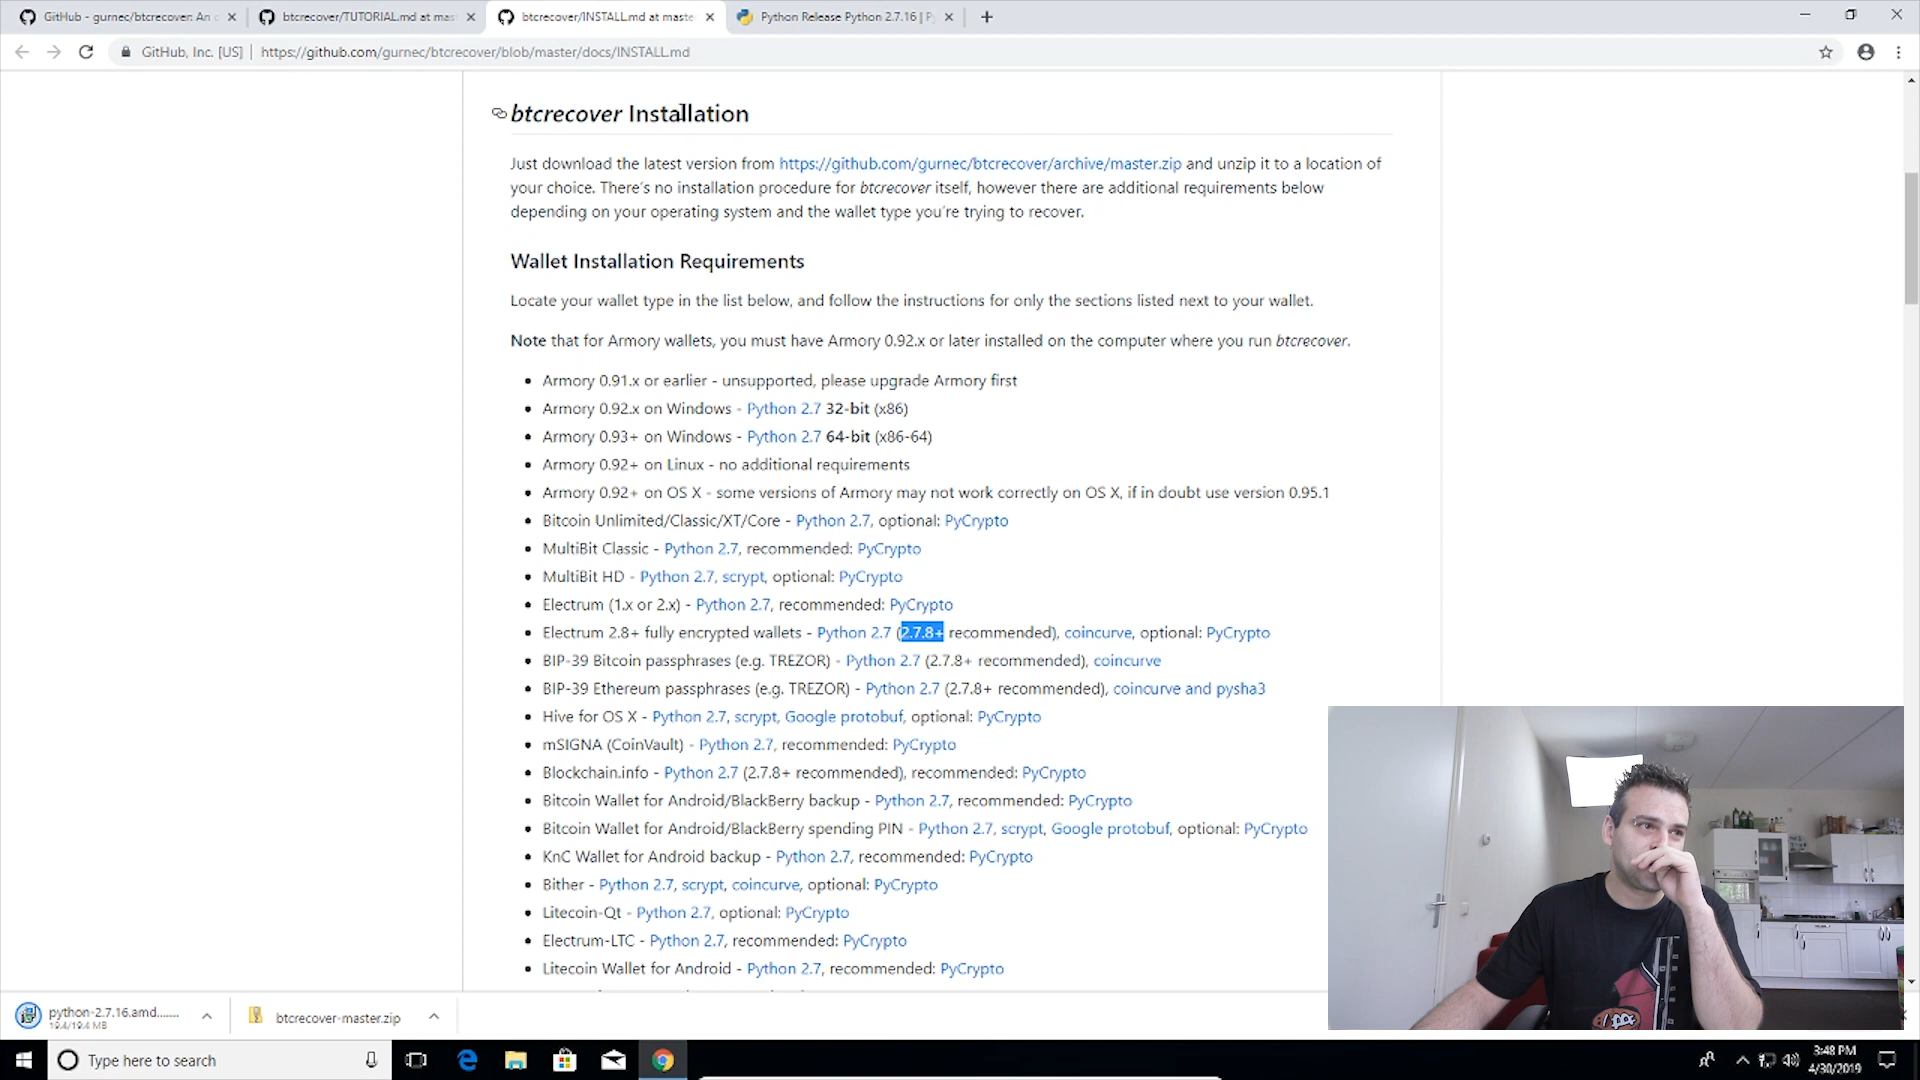 GitHub - gurnec/btcrecover: An
btcrecover/TUTORIAL.md at mas
btcrecover/INSTALL.md at maste
Python Release Python 2.7.16 | P
GitHub, Inc. [US] | https://github.com/gurnec/btcrecover/blob/master/docs/INSTALL.md
btcrecover Installation
Just download the latest version from https://github.com/gurnec/btcrecover/archive/master.zip and unzip it to a location of
your choice. There's no installation procedure for btcrecover itself, however there are additional requirements below
depending on your operating system and the wallet type you're trying to recover.
Wallet Installation Requirements
Locate your wallet type in the list below, and follow the instructions for only the sections listed next to your wallet.
Note that for Armory wallets, you must have Armory 0.92.x or later installed on the computer where you run btcrecover.
• Armory 0.91.x or earlier - unsupported, please upgrade Armory first
• Armory 0.92.x on Windows - Python 2.7 32-bit (x86)
• Armory 0.93+ on Windows - Python 2.7 64-bit (x86-64)
• Armory 0.92+ on Linux - no additional requirements
• Armory 0.92+ on OS X - some versions of Armory may not work correctly on OS X, if in doubt use version 0.95.1
• Bitcoin Unlimited/Classic/XT/Core - Python 2.7, optional: PyCrypto
• MultiBit Classic - Python 2.7, recommended: PyCrypto
• MultiBit HD - Python 2.7, scrypt, optional: PyCrypto
• Electrum (1.x or 2.x) - Python 2.7, recommended: PyCrypto
• Electrum 2.8+ fully encrypted wallets - Python 2.7 (2.7.8+ recommended), coincurve, optional: PyCrypto
• BIP-39 Bitcoin passphrases (e.g. TREZOR) - Python 2.7 (2.7.8+ recommended), coincurve
• BIP-39 Ethereum passphrases (e.g. TREZOR) - Python 2.7 (2.7.8+ recommended), coincurve and pysha3
• Hive for OS X - Python 2.7, scrypt, Google protobuf, optional: PyCrypto
• mSIGNA (CoinVault) - Python 2.7, recommended: PyCrypto
• Blockchain.info - Python 2.7 (2.7.8+ recommended), recommended: PyCrypto
• Bitcoin Wallet for Android/BlackBerry backup - Python 2.7, recommended: PyCrypto
• Bitcoin Wallet for Android/BlackBerry spending PIN - Python 2.7, scrypt, Google protobuf, optional: PyCrypto
• KnC Wallet for Android backup - Python 2.7, recommended: PyCrypto
• Bither - Python 2.7, scrypt, coincurve, optional: PyCrypto
• Litecoin-Qt - Python 2.7, optional: PyCrypto
• Electrum-LTC - Python 2.7, recommended: PyCrypto
• Litecoin Wallet for Android - Python 2.7, recommended: PyCrypto
python-2.7.16.amd.......
19.4/19.4 MB
btcrecover-master.zip
Type here to search
3:48 PM
4/30/2019